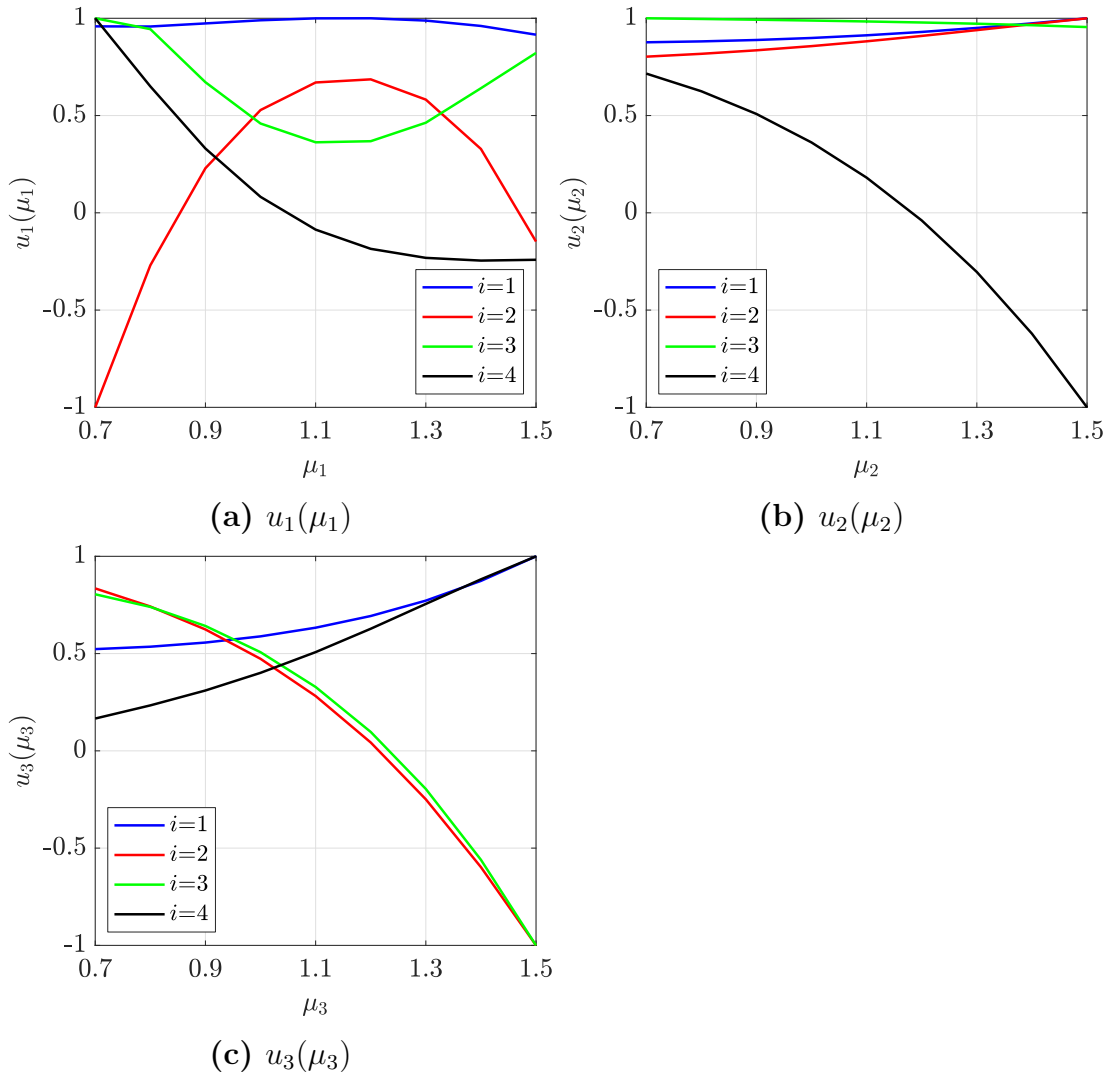 1
0.5
0
-0.5
-1
u₁(μ₁)
i=1
i=2
i=3
i=4
0.7 0.9 1.1 1.3 1.5
μ₁
(a) u₁(μ₁)
1
0.5
0
-0.5
-1
u₂(μ₂)
i=1
i=2
i=3
i=4
0.7 0.9 1.1 1.3 1.5
μ₂
(b) u₂(μ₂)
1
0.5
0
-0.5
-1
u₃(μ₃)
i=1
i=2
i=3
i=4
0.7 0.9 1.1 1.3 1.5
μ₃
(c) u₃(μ₃)